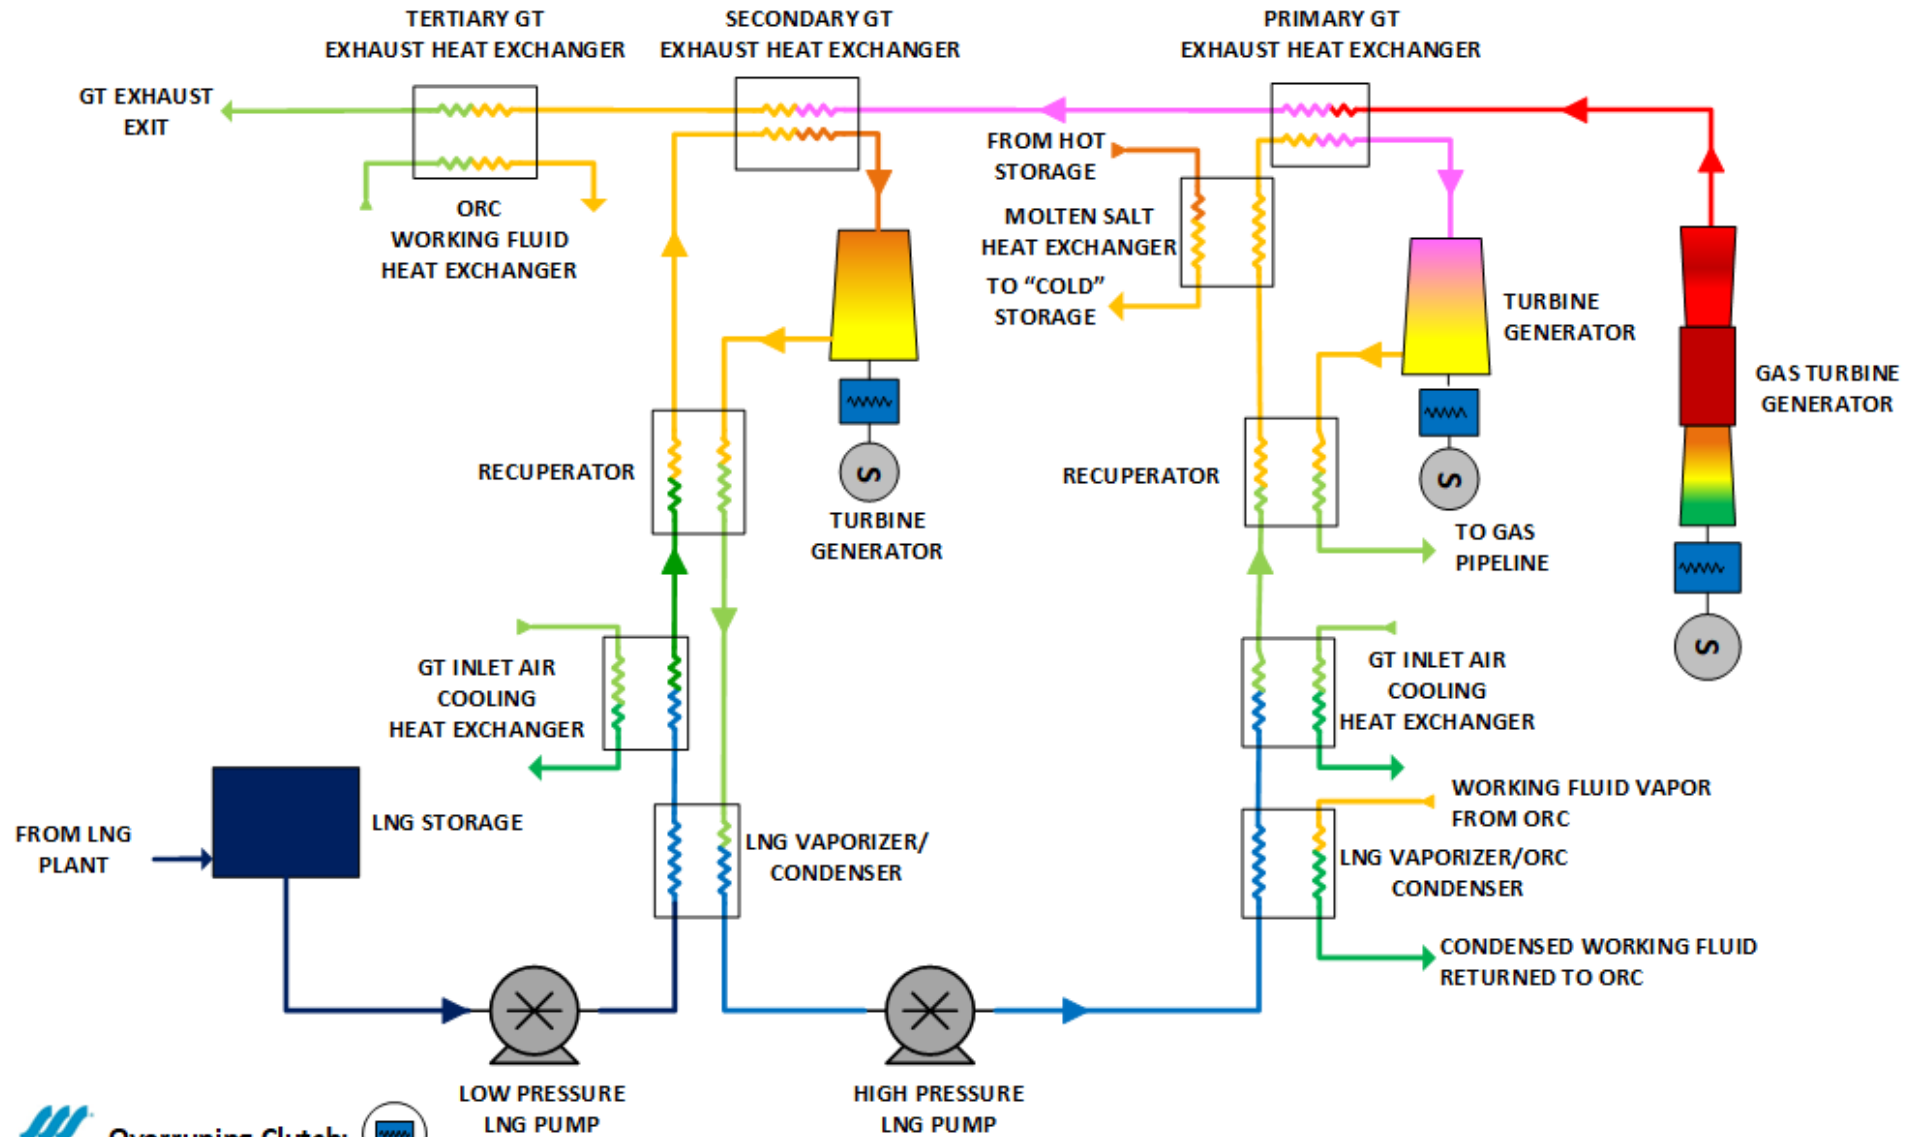 TERTIARY GT
EXHAUST HEAT EXCHANGER
SECONDARY GT
EXHAUST HEAT EXCHANGER
PRIMARY GT
EXHAUST HEAT EXCHANGER
GT EXHAUST
EXIT
FROM HOT
STORAGE
ORC
WORKING FLUID
HEAT EXCHANGER
MOLTEN SALT
HEAT EXCHANGER
TO “COLD”
STORAGE
TURBINE
GENERATOR
GAS TURBINE
GENERATOR
RECUPERATOR
S
TURBINE
GENERATOR
RECUPERATOR
S
TO GAS
PIPELINE
S
GT INLET AIR
COOLING
HEAT EXCHANGER
GT INLET AIR
COOLING
HEAT EXCHANGER
FROM LNG
PLANT
LNG STORAGE
LNG VAPORIZER/
CONDENSER
WORKING FLUID VAPOR
FROM ORC
LNG VAPORIZER/ORC
CONDENSER
CONDENSED WORKING FLUID
RETURNED TO ORC
LOW PRESSURE
LNG PUMP
HIGH PRESSURE
LNG PUMP
Clutch: